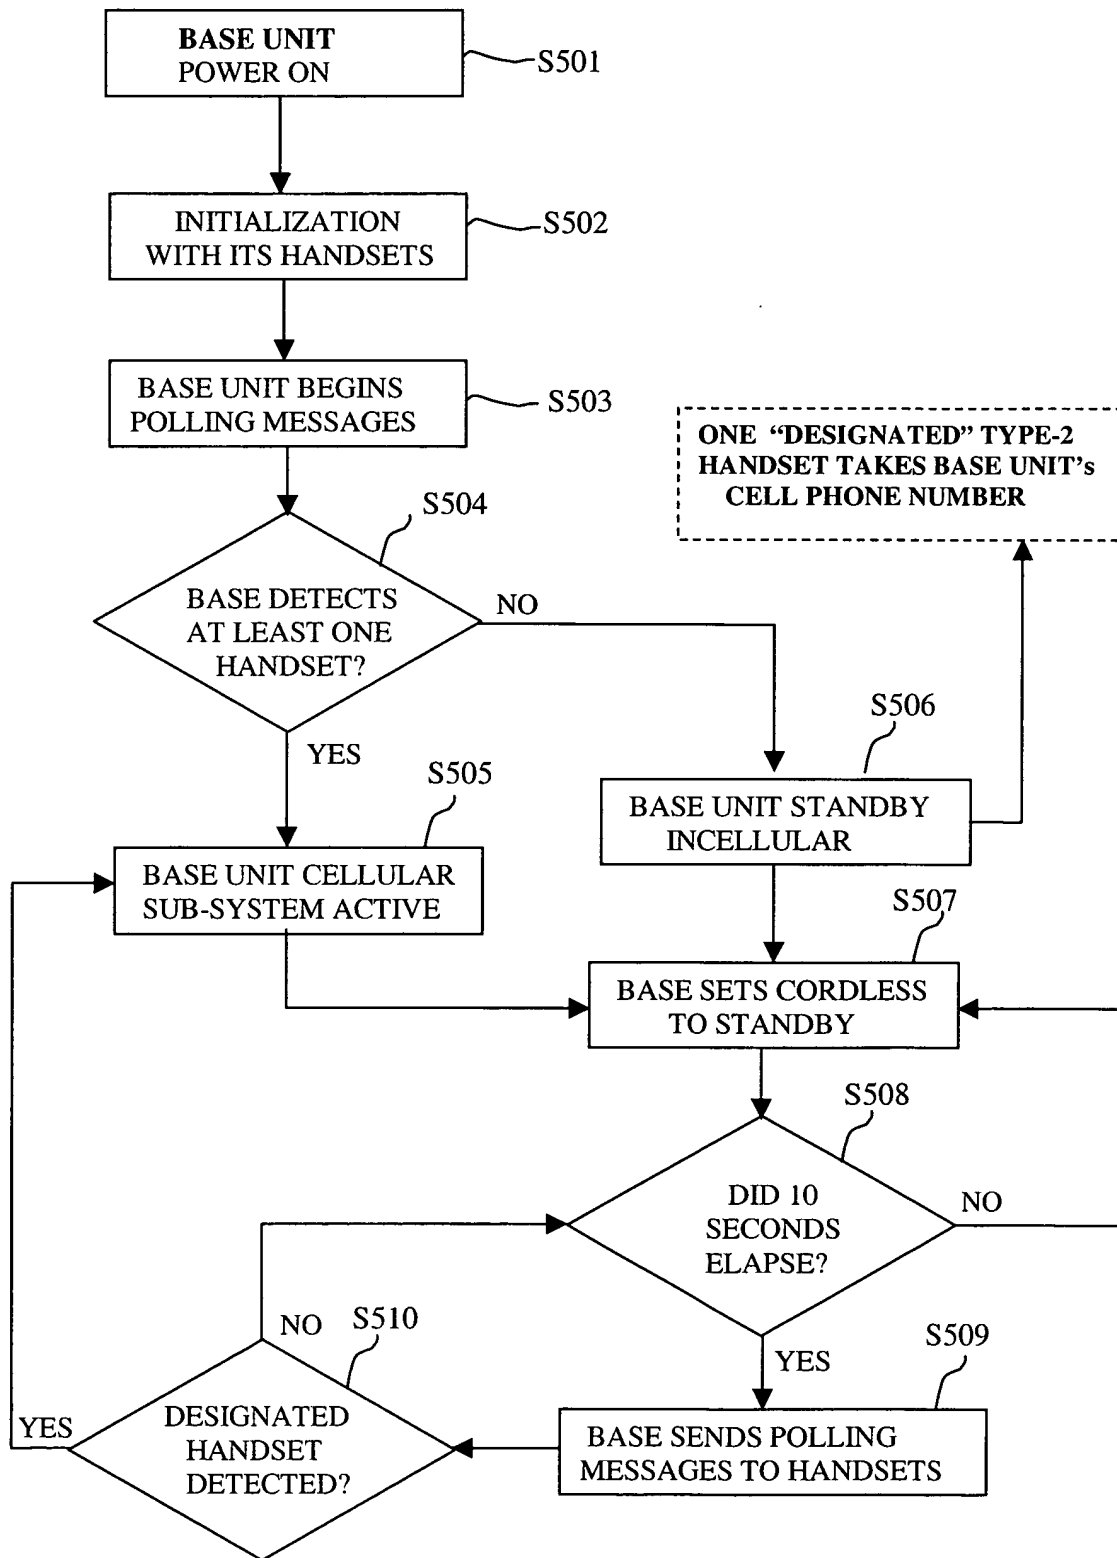 BASE UNIT
POWER ON
S501
INITIALIZATION
WITH ITS HANDSETS
S502
BASE UNIT BEGINS
POLLING MESSAGES
S503
ONE “DESIGNATED” TYPE-2
HANDSET TAKES BASE UNIT's
CELL PHONE NUMBER
S504
BASE DETECTS
AT LEAST ONE
HANDSET?
NO
YES
S505
S506
BASE UNIT STANDBY
INCELLULAR
BASE UNIT CELLULAR
SUB-SYSTEM ACTIVE
S507
BASE SETS CORDLESS
TO STANDBY
S508
DID 10
SECONDS
ELAPSE?
NO
YES
S509
BASE SENDS POLLING
MESSAGES TO HANDSETS
S510
NO
YES
DESIGNATED
HANDSET
DETECTED?